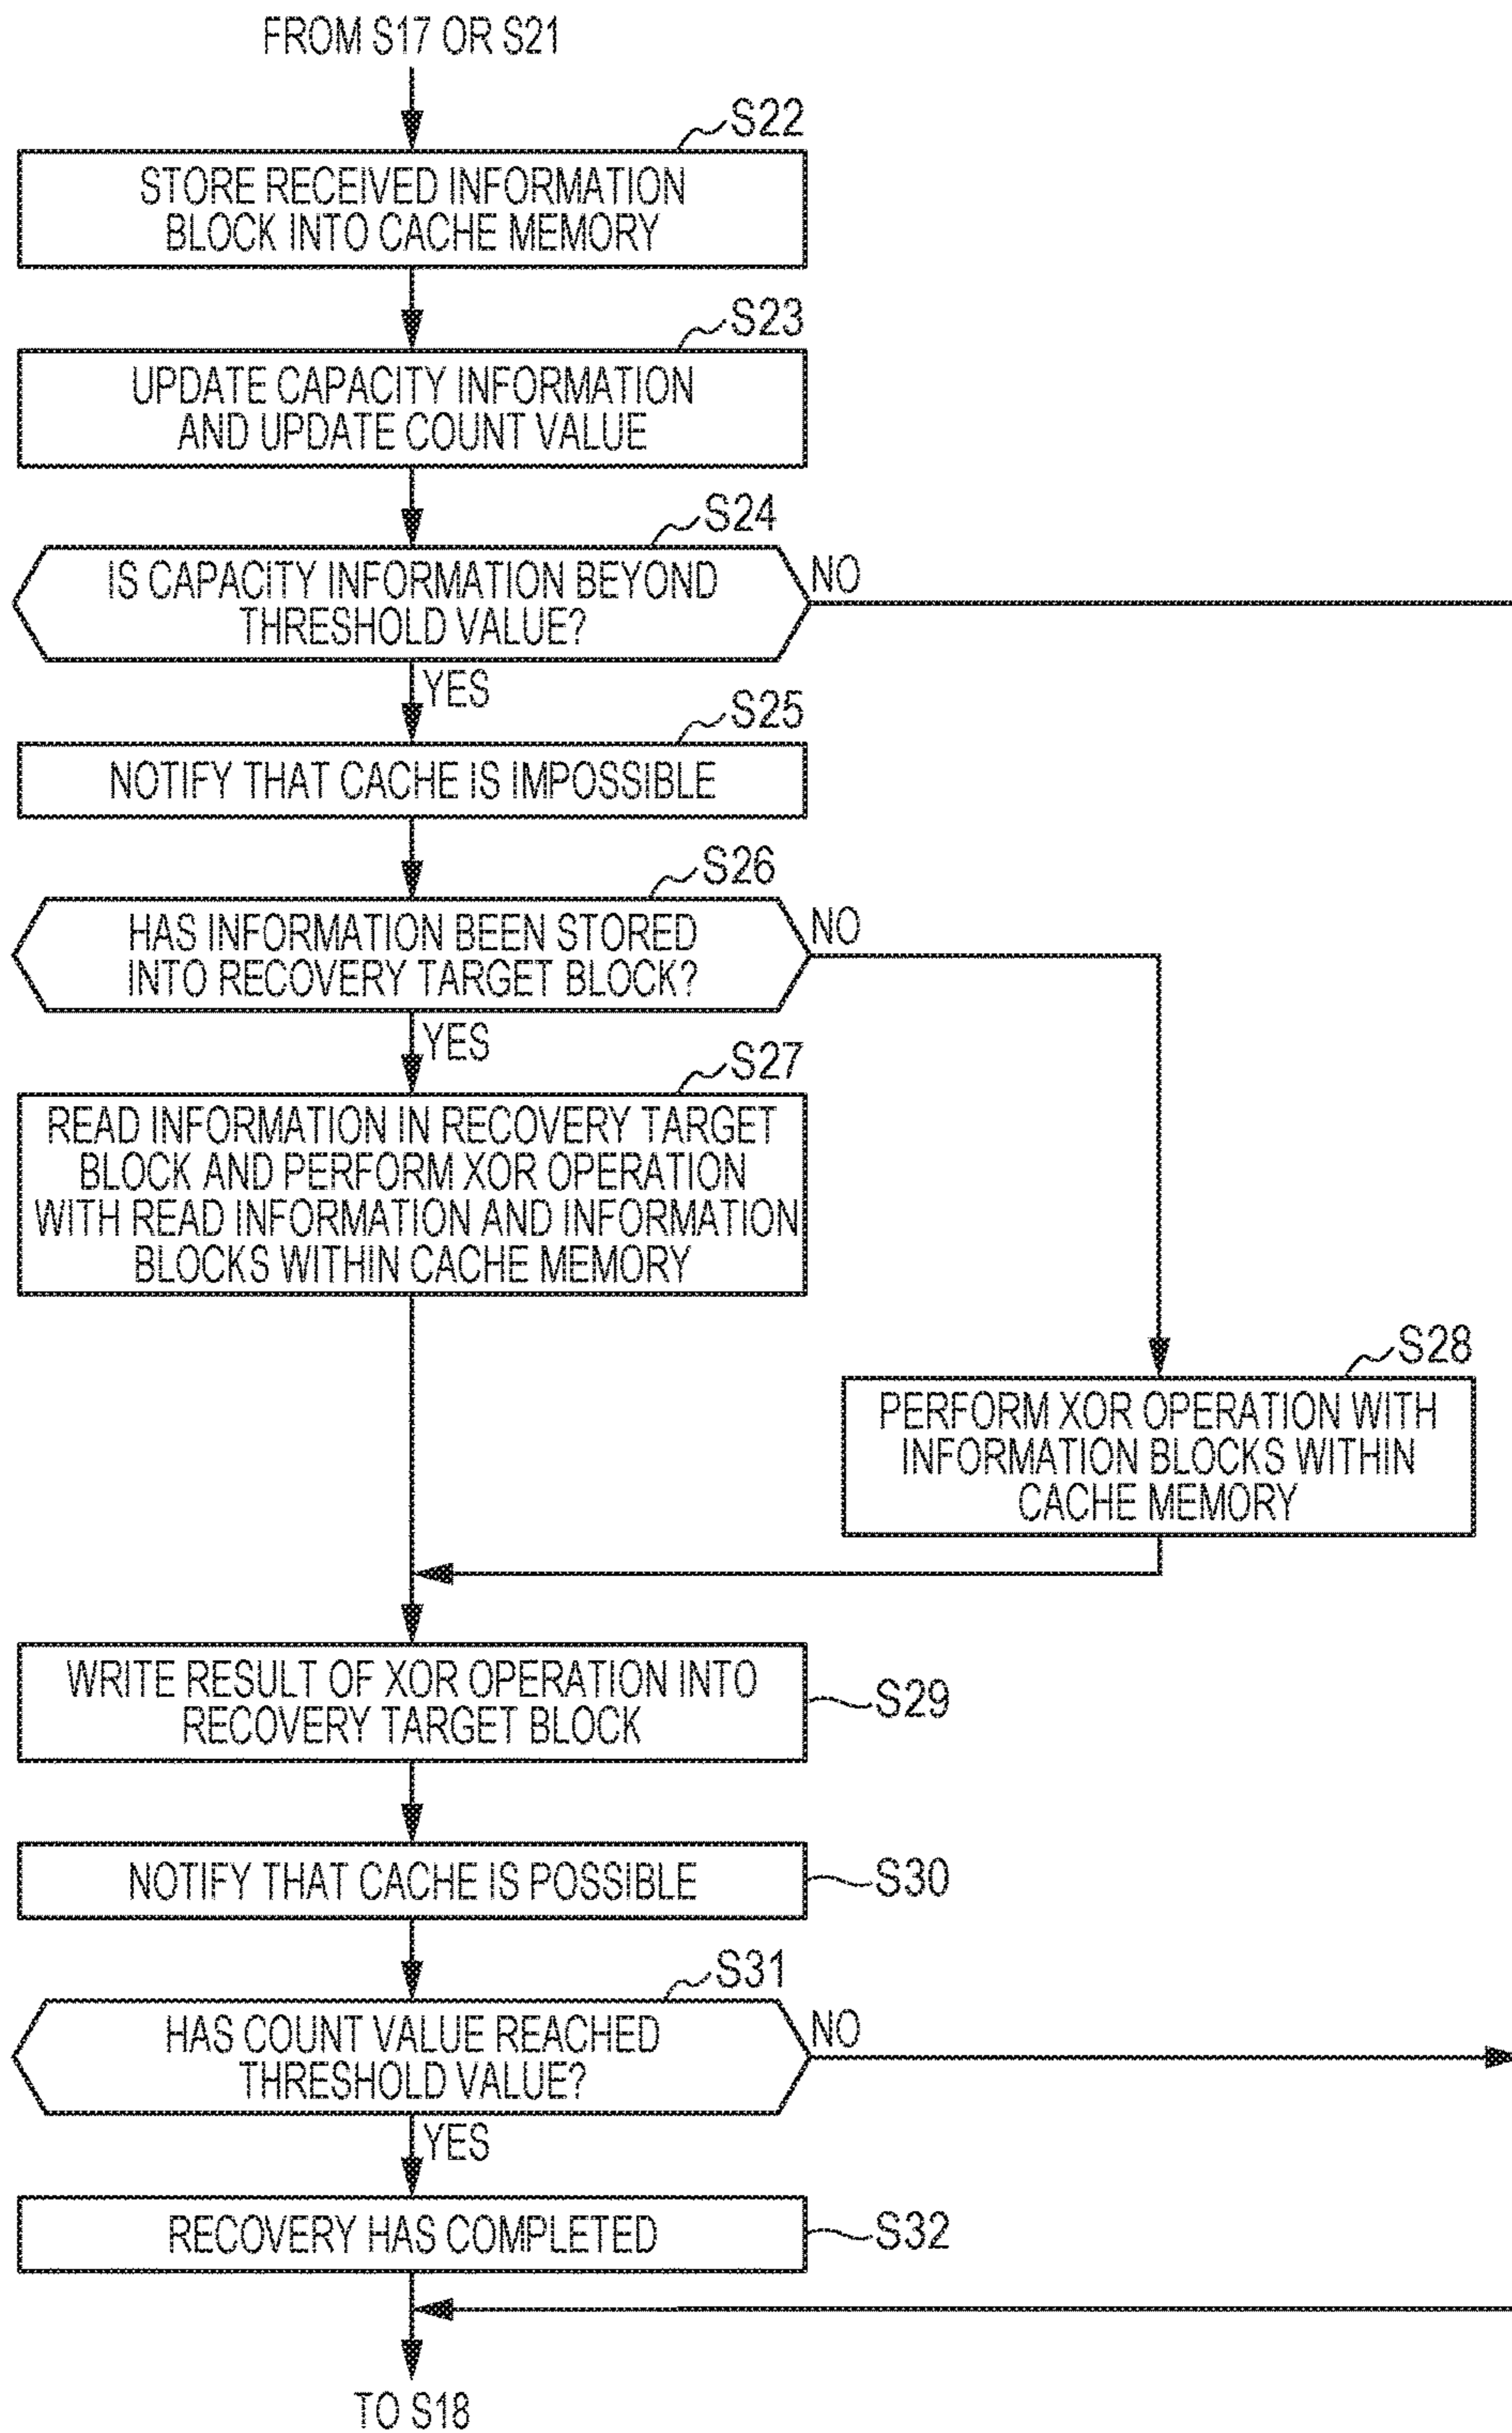 FROM S17 OR S21
S22
STORE RECEIVED INFORMATION
BLOCK INTO CACHE MEMORY
S23
UPDATE CAPACITY INFORMATION
AND UPDATE COUNT VALUE
S24
IS CAPACITY INFORMATION BEYOND
THRESHOLD VALUE?
NO
YES
S25
NOTIFY THAT CACHE IS IMPOSSIBLE
S26
HAS INFORMATION BEEN STORED
INTO RECOVERY TARGET BLOCK?
NO
YES
S27
READ INFORMATION IN RECOVERY TARGET
BLOCK AND PERFORM XOR OPERATION
WITH READ INFORMATION AND INFORMATION
BLOCKS WITHIN CACHE MEMORY
S28
PERFORM XOR OPERATION WITH
INFORMATION BLOCKS WITHIN
CACHE MEMORY
WRITE RESULT OF XOR OPERATION INTO
RECOVERY TARGET BLOCK
S29
NOTIFY THAT CACHE IS POSSIBLE
S30
S31
HAS COUNT VALUE REACHED
THRESHOLD VALUE?
NO
YES
RECOVERY HAS COMPLETED
S32
TO S18